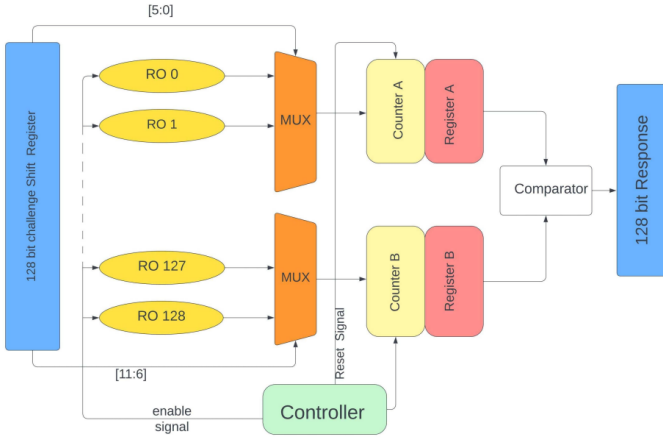 [5:0]
128 bit challenge Shift Register
RO 0
RO 1
MUX
Counter A
Register A
Comparator
128 bit Response
RO 127
RO 128
MUX
Counter B
Register B
[11:6]
Reset Signal
enable
signal
Controller